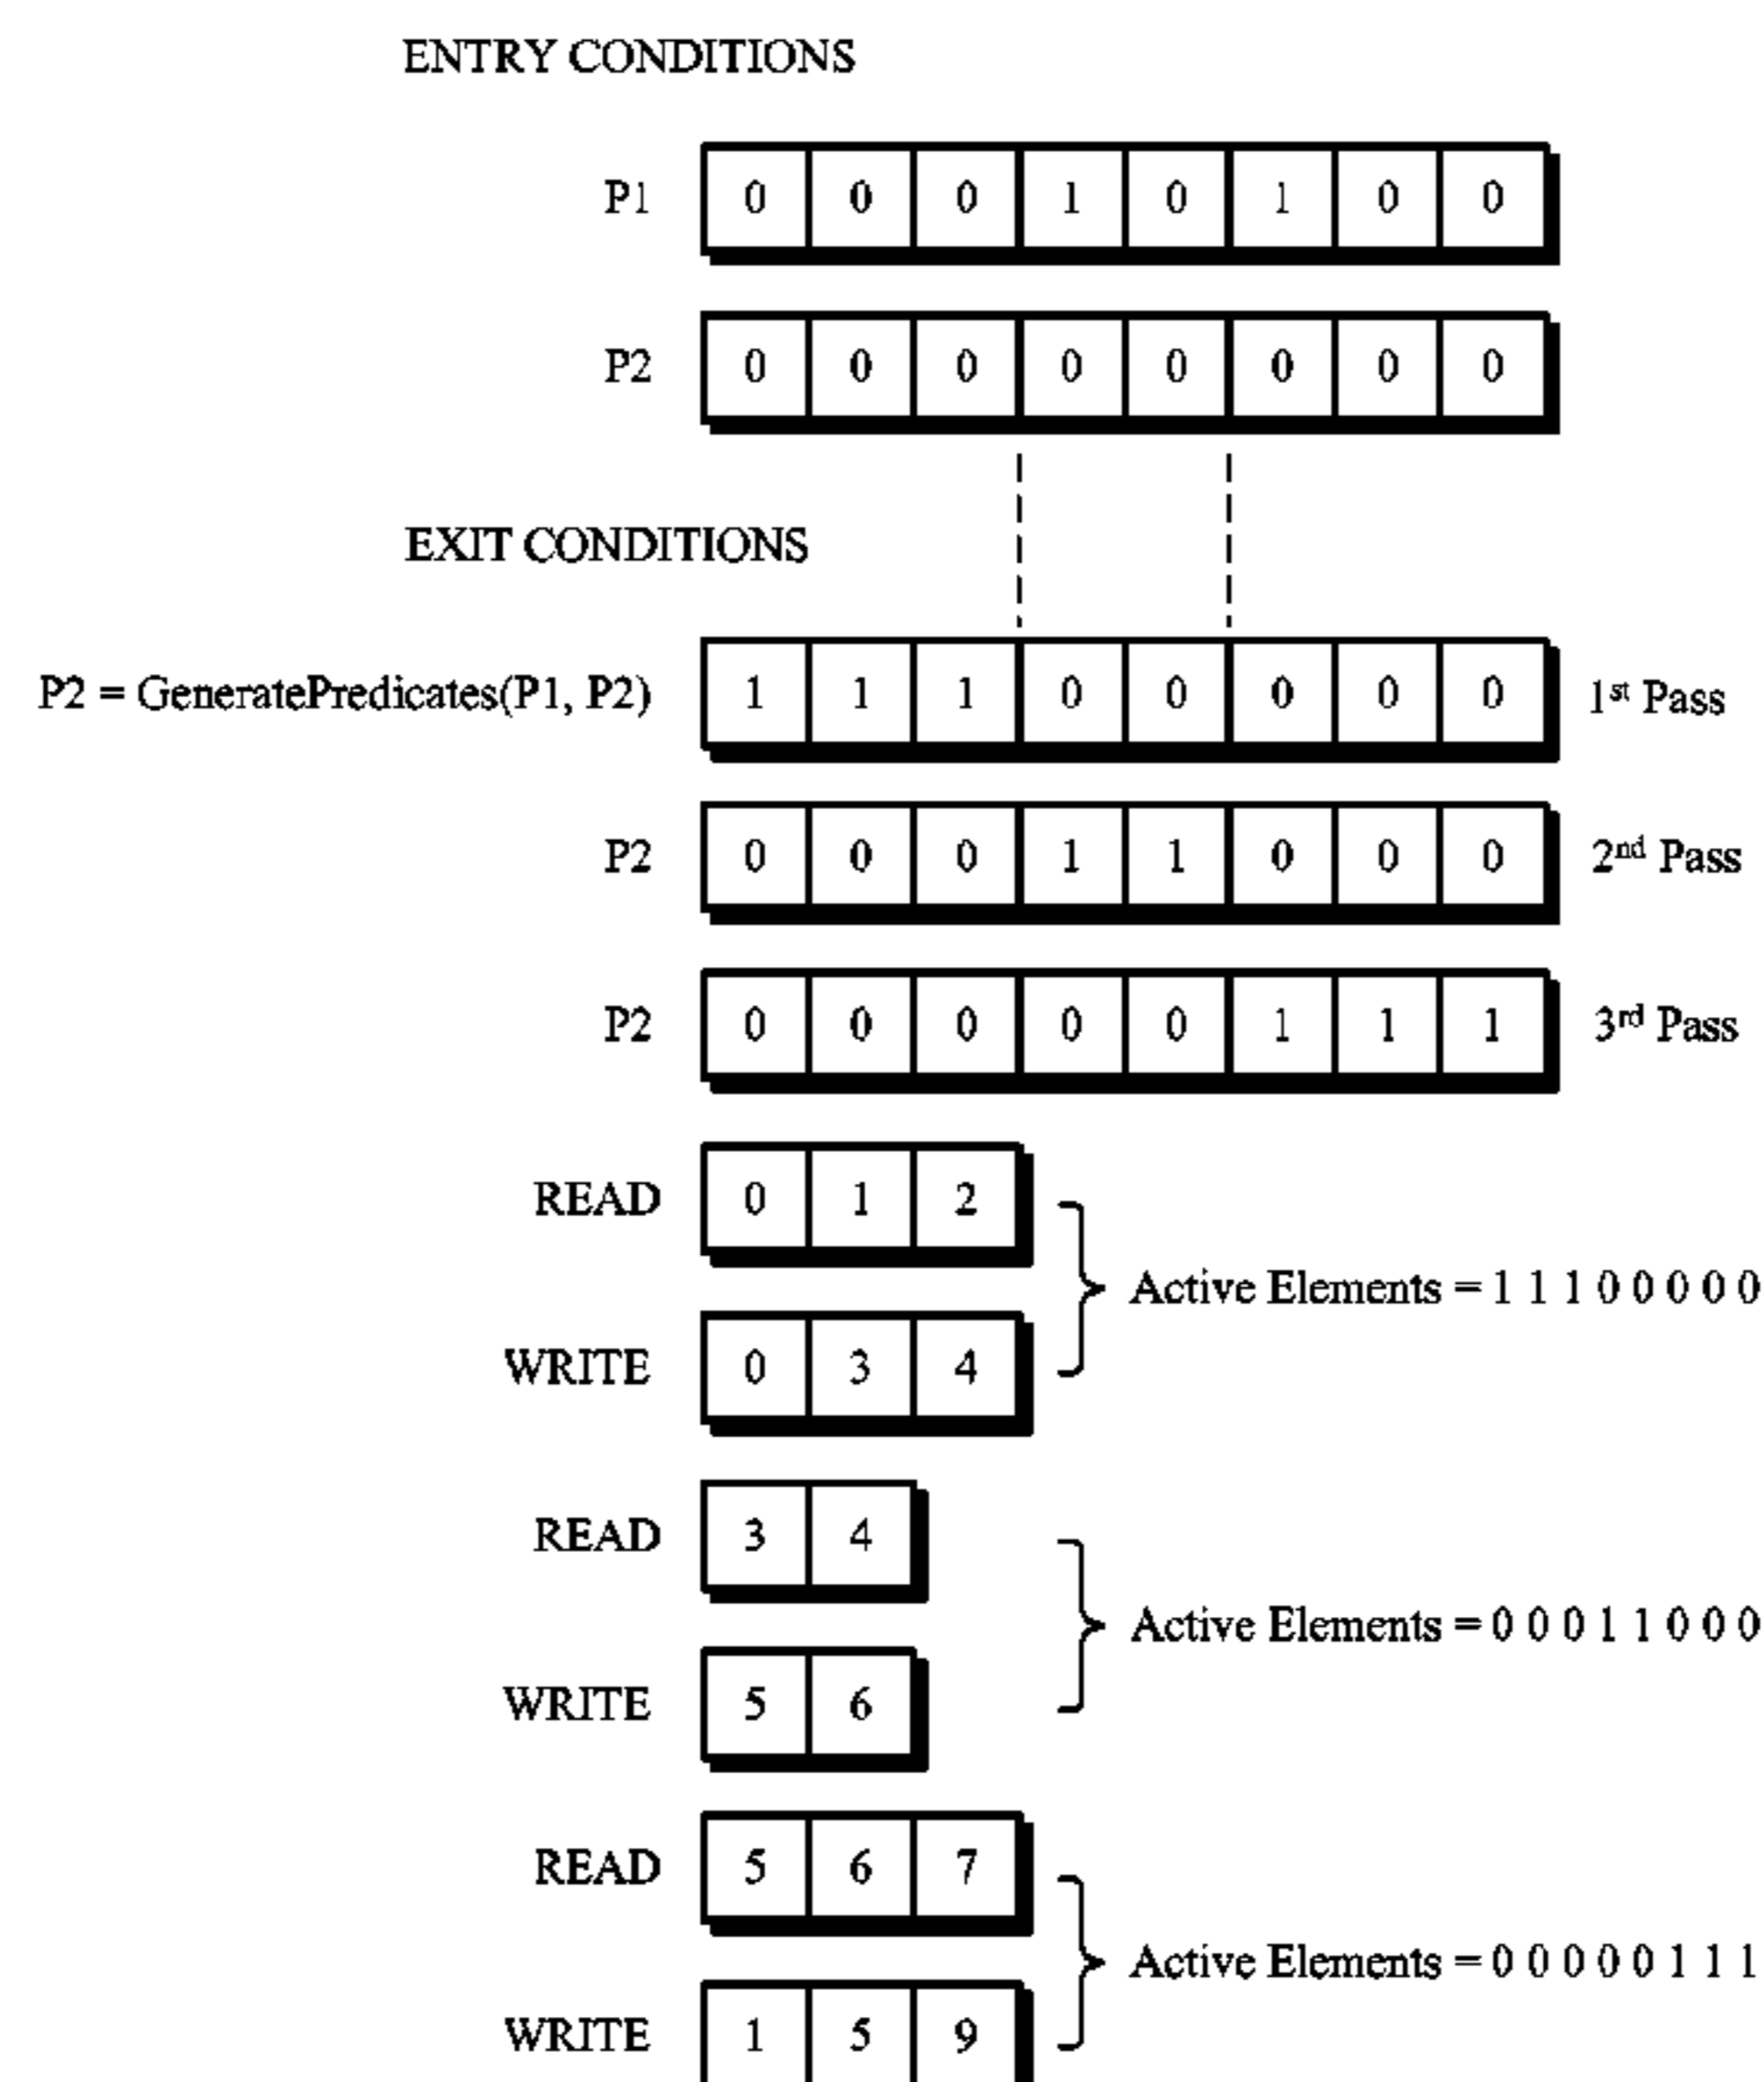 ENTRY CONDITIONS
P1 0 0 0 1 0 1 0 0
P2 0 0 0 0 0 0 0 0
EXIT CONDITIONS
P2 = GeneratePredicates(P1, P2) 1 1 1 0 0 0 0 0 1st Pass
P2 0 0 0 1 1 0 0 0 2nd Pass
P2 0 0 0 0 0 1 1 1 3rd Pass
READ 0 1 2
Active Elements = 1 1 1 0 0 0 0 0
WRITE 0 3 4
READ 3 4
Active Elements = 0 0 0 1 1 0 0 0
WRITE 5 6
READ 5 6 7
Active Elements = 0 0 0 0 0 1 1 1
WRITE 1 5 9